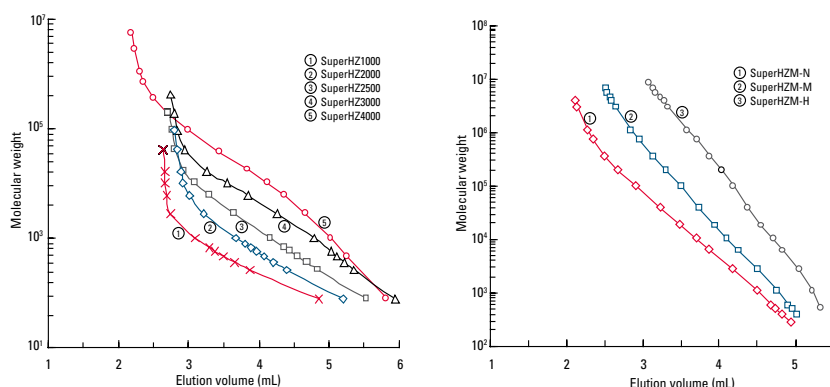 Molecular weight
10⁷
10⁵
10³
10¹
① SuperHZ1000
② SuperHZ2000
③ SuperHZ2500
④ SuperHZ3000
⑤ SuperHZ4000
① ② ③ ④ ⑤
1 2 3 4 5 6
Elution volume (mL)
Molecular weight
10⁸
10⁷
10⁶
10⁵
10⁴
10³
10²
① SuperHZM-N
② SuperHZM-M
③ SuperHZM-H
① ② ③
1 2 3 4 5
Elution volume (mL)